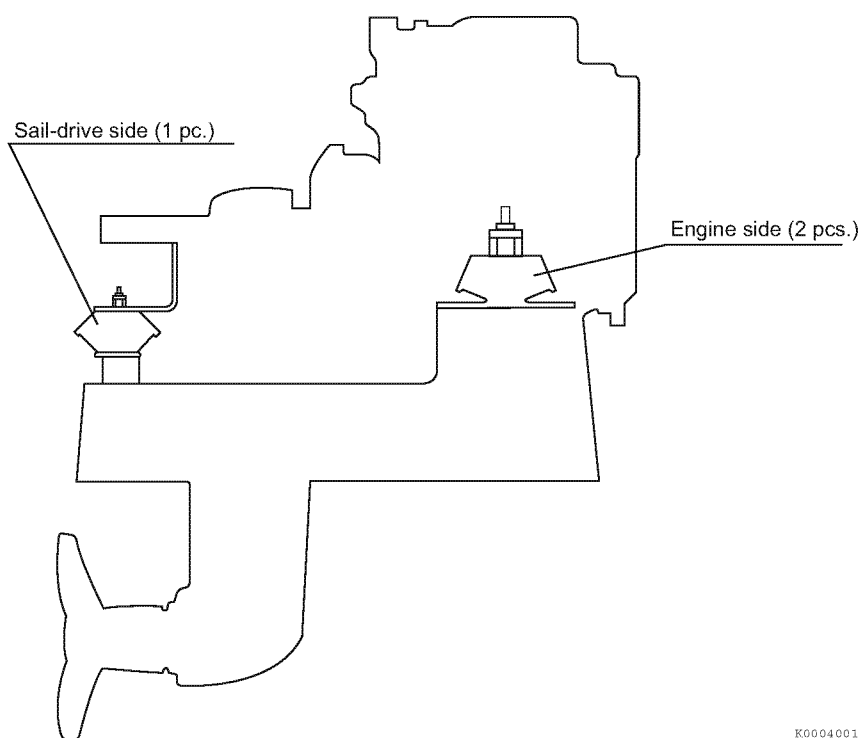 Sail-drive side (1 pc.)
Engine side (2 pcs.)
K0004001